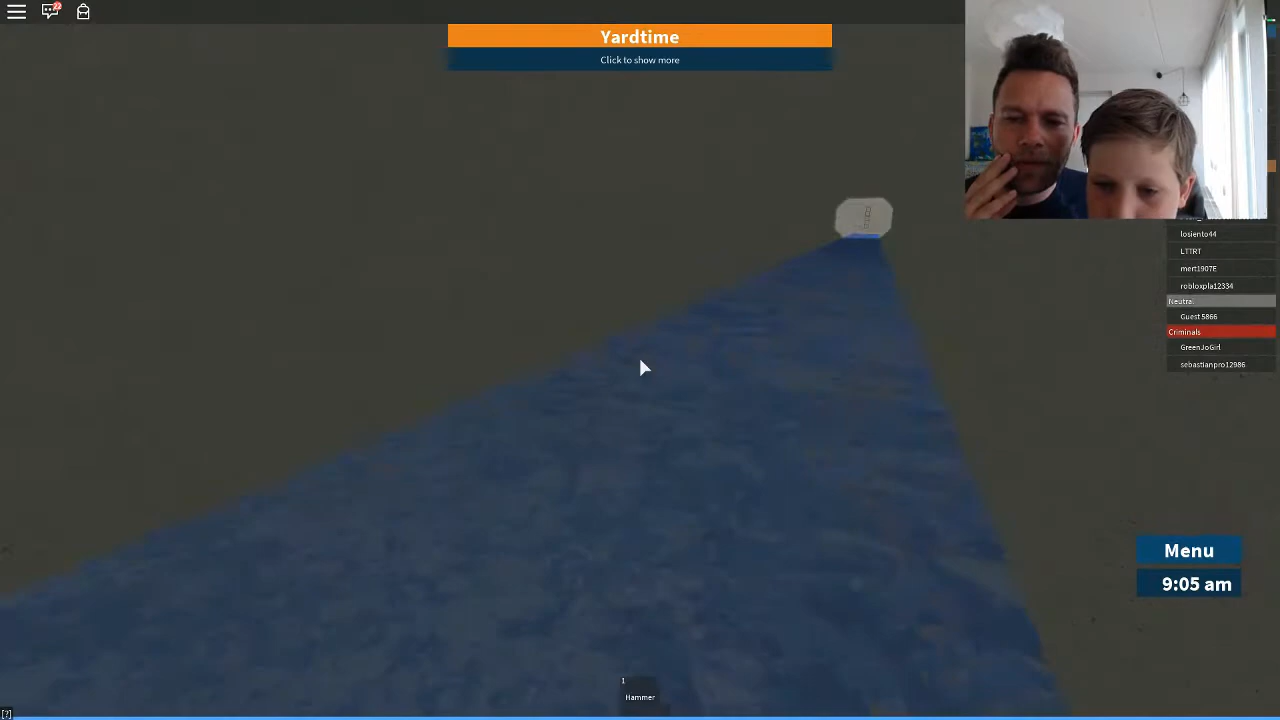 22
Yardtime
Click to show more
losiento44
LTTRT
mert1907E
robloxpla12334
Neutral
Guest 5866
Criminals
GreenJoGirl
sebastianpro12986
Menu
9:05 am
1
Hammer
[?]